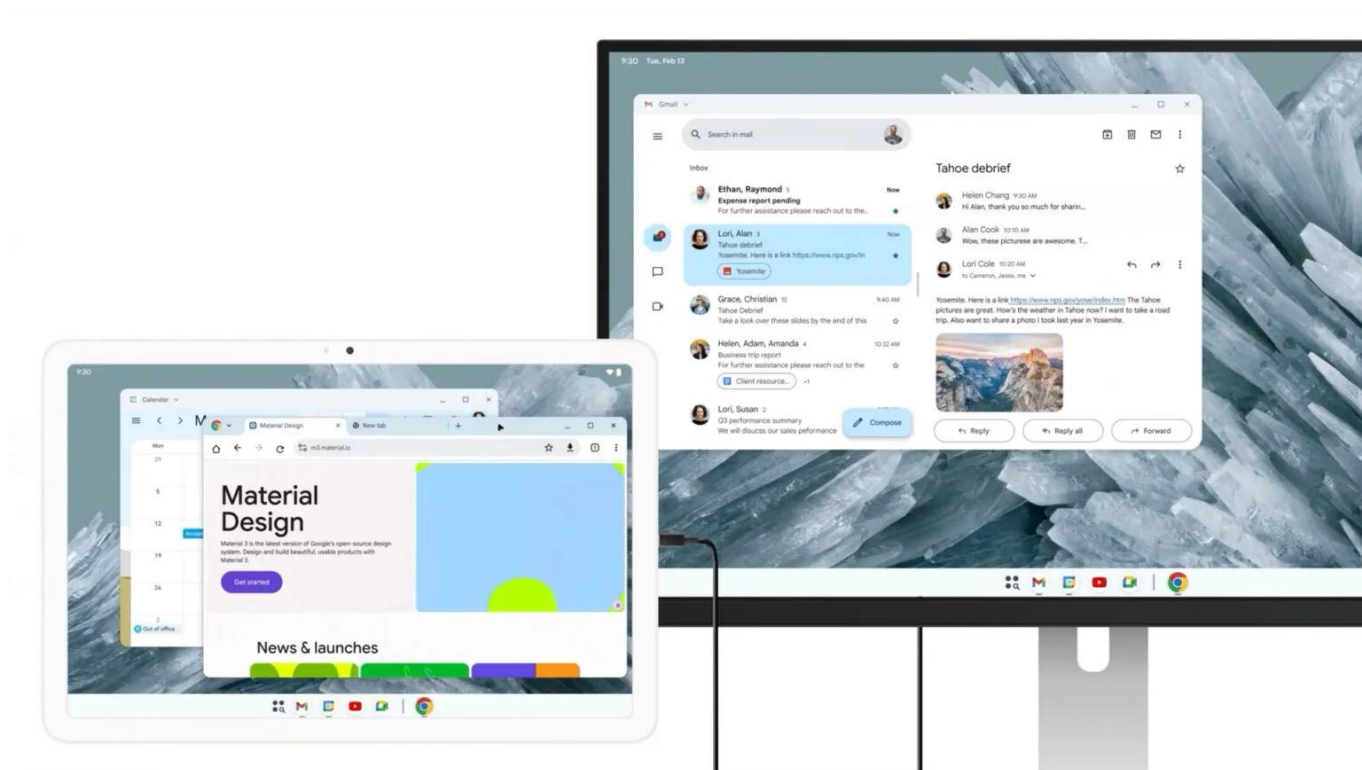 9:30 Tue, Feb 13
Gmail
Search in mail
Inbox
Ethan, Raymond 5 Now
Expense report pending
For further assistance please reach out to the..
Lori, Alan 3 Now
Tahoe debrief
Yosemite. Here is a link https://www.nps.gov/in
Yosemite
Grace, Christian 12 9:40 AM
Tahoe Debrief
Take a look over these slides by the end of this
Helen, Adam, Amanda 4 10:32 AM
Business trip report
For further assistance please reach out to the
Client resource... +1
Lori, Susan 2
Q3 performance summary
We will discuss our sales peformance
Compose
Tahoe debrief
Helen Chang 9:30 AM
Hi Alan, thank you so much for sharin...
Alan Cook 10:10 AM
Wow, these picturese are awesome. T...
Lori Cole 10:20 AM
to Cameron, Jesse, me
Yosemite. Here is a link https://www.nps.gov/yose/index.htm The Tahoe
pictures are great. How's the weather in Tahoe now? I want to take a road
trip. Also want to share a photo I took last year in Yosemite.
Reply
Reply all
Forward
9:30
Calendar
M
Mon
29
5
12
19
26
2
Out of office
Material Design
New tab
m3.material.io
1
Material
Design
Material 3 is the latest version of Google's open-source design
system. Design and build beautiful, usable products with
Material 3.
Get started
News & launches